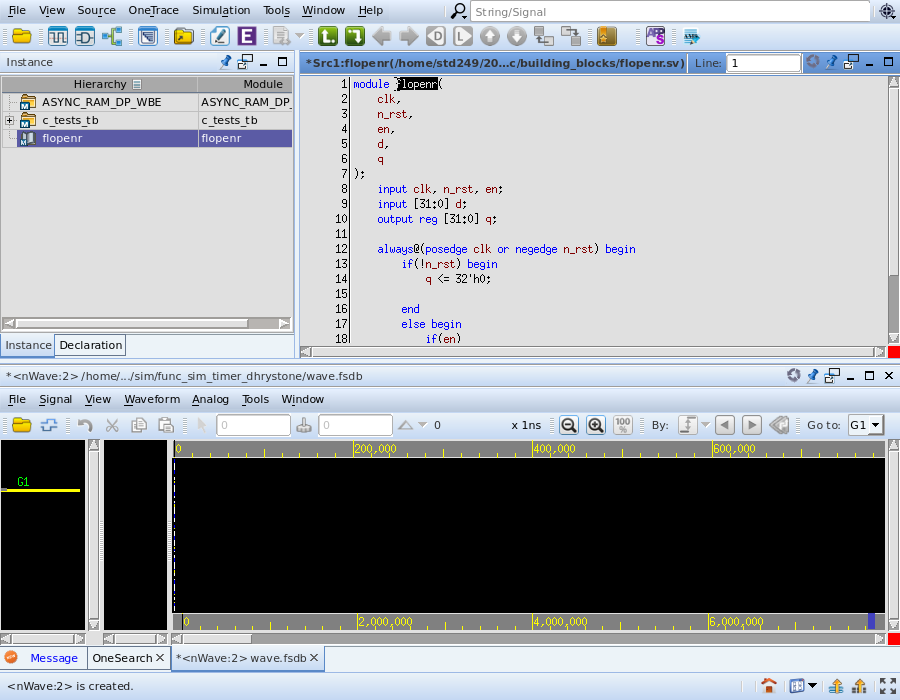 File View Source OneTrace Simulation Tools Window Help
String/Signal
Instance
*Src1:flopenr(/home/std249/20...c/building_blocks/flopenr.sv) Line: 1
Hierarchy Module
ASYNC_RAM_DP_WBE ASYNC_RAM_DP_
c_tests_tb c_tests_tb
flopenr flopenr
Instance Declaration
1 module flopenr(
2 clk,
3 n_rst,
4 en,
5 d,
6 q
7 );
8 input clk, n_rst, en;
9 input [31:0] d;
10 output reg [31:0] q;
11
12 always@(posedge clk or negedge n_rst) begin
13 if(!n_rst) begin
14 q <= 32'h0;
15
16 end
17 else begin
18 if(en)
*<nWave:2> /home/.../sim/func_sim_timer_dhrystone/wave.fsdb
File Signal View Waveform Analog Tools Window
0 0 0 x 1ns 100 % By: Go to: G1
0 200,000 400,000 600,000
G1
0 2,000,000 4,000,000 6,000,000
Message OneSearch *<nWave:2> wave.fsdb
<nWave:2> is created.